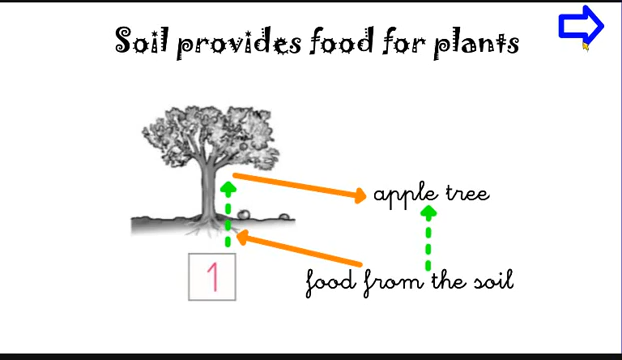 Soil provides food for plants
apple tree
food from the soil
1